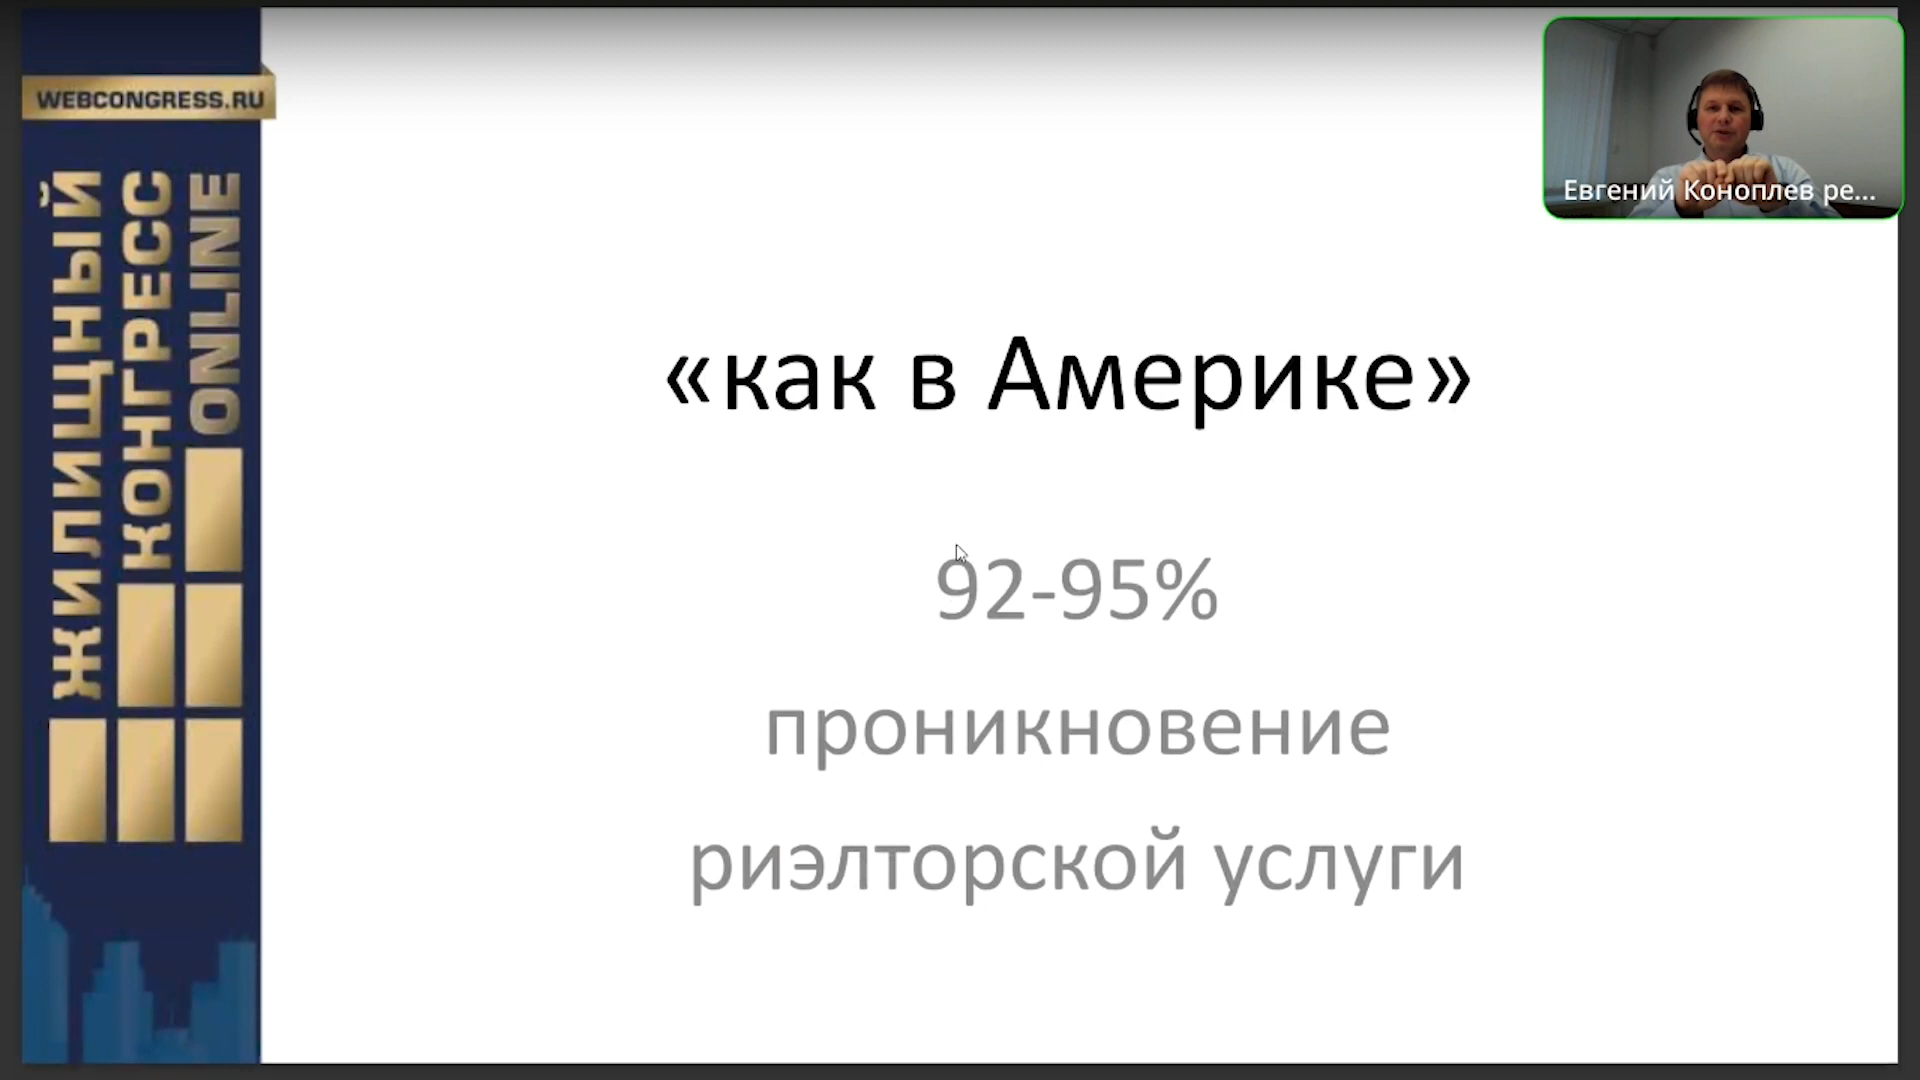 WEBCONGRESS.RU
ЖИЛИЩНЫЙ
КОНГРЕСС
ONLINE
Евгений Коноплев ре...
«как в Америке»
92-95%
проникновение
риэлторской услуги